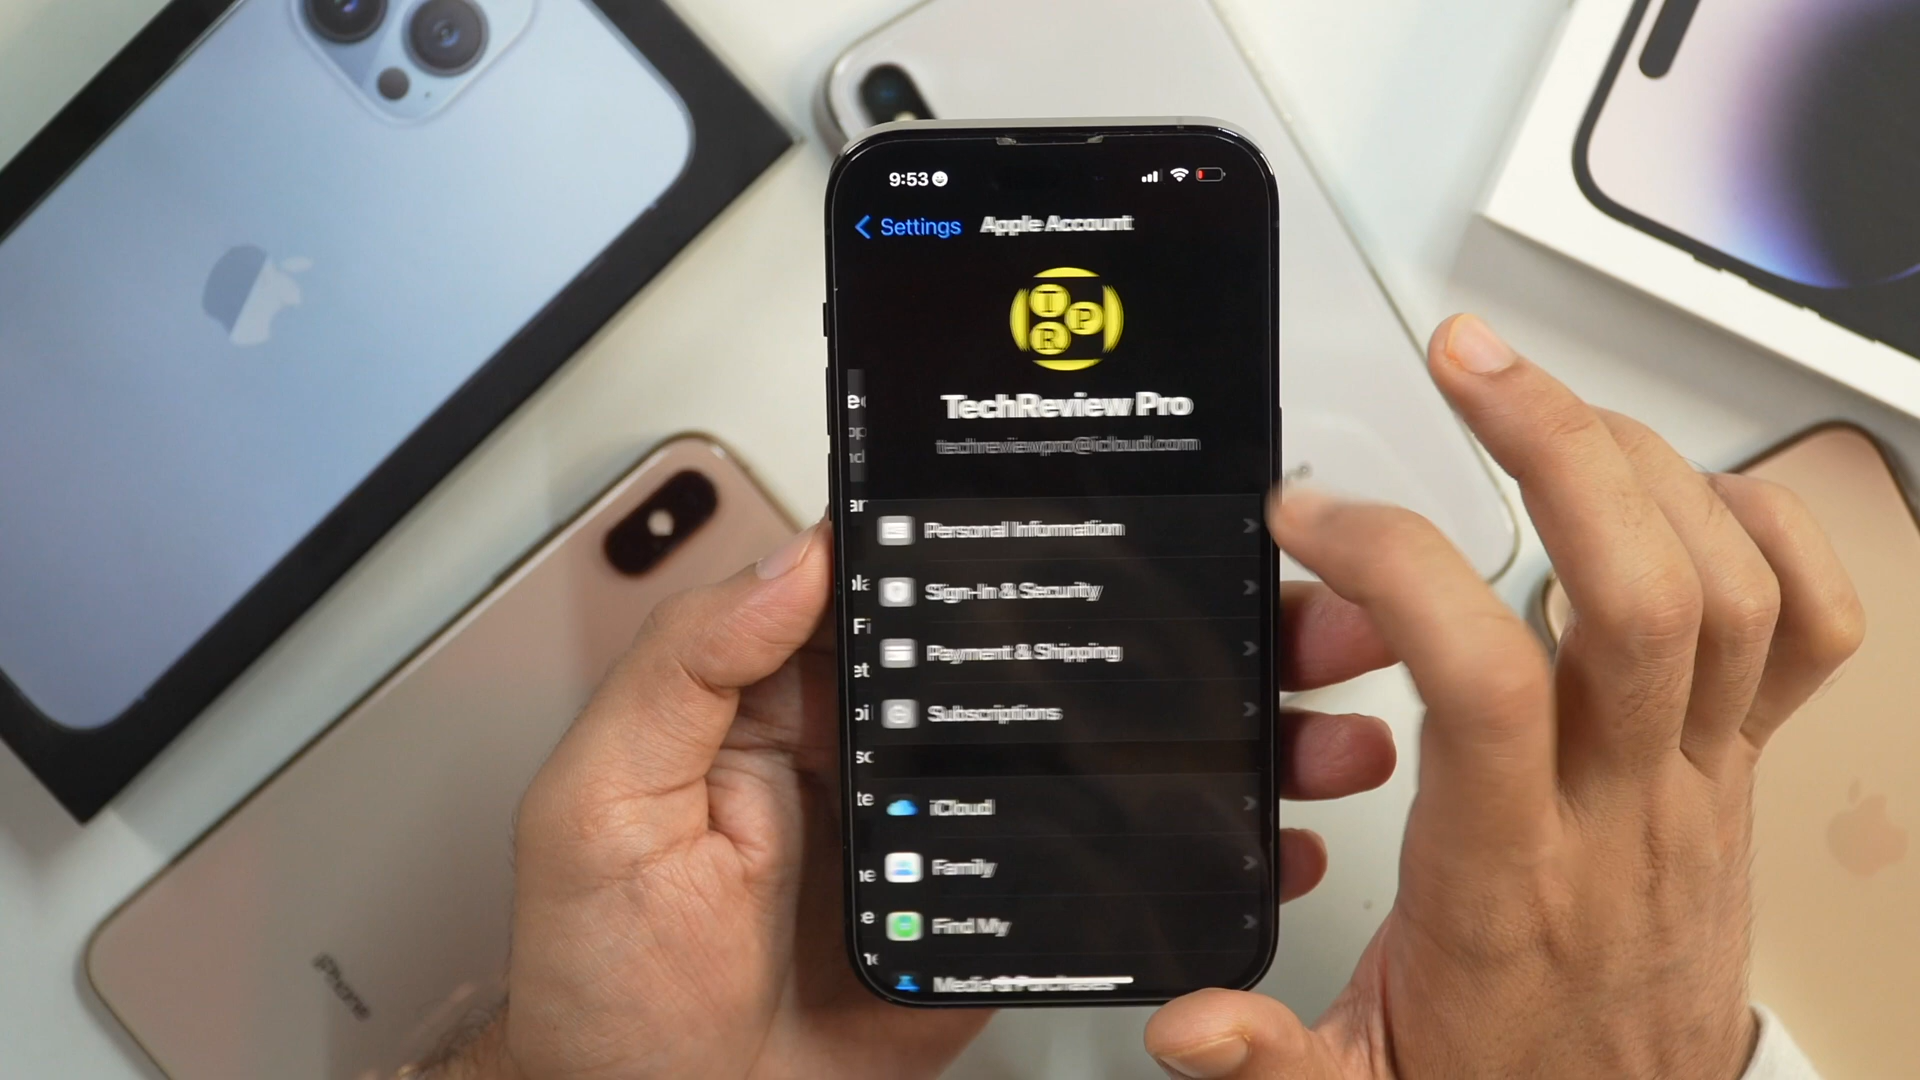 9:53
Settings Apple Account
T
P
R
TechReview Pro
techreviewpro@icloud.com
Personal Information
Sign-In & Security
Payment & Shipping
Subscriptions
iCloud
Family
Find My
Media & Purchases
iPhone